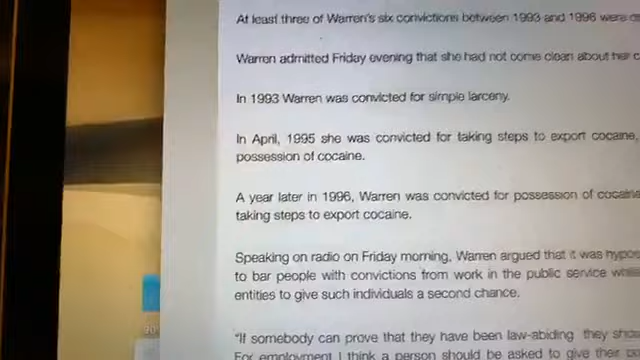 At least three of Warren's six convictions between 1993 and 1996 were
Warren admitted Friday evening that she had not come clean about her
In 1993 Warren was convicted for simple larceny.
In April, 1995 she was convicted for taking steps to export cocaine,
possession of cocaine.
A year later in 1996, Warren was convicted for possession of cocaine
taking steps to export cocaine.
Speaking on radio on Friday morning, Warren argued that it was
to bar people with convictions from work in the public service
entities to give such individuals a second chance.
"If somebody can prove that they have been law-abiding they
For employment I think a person should be asked to give their